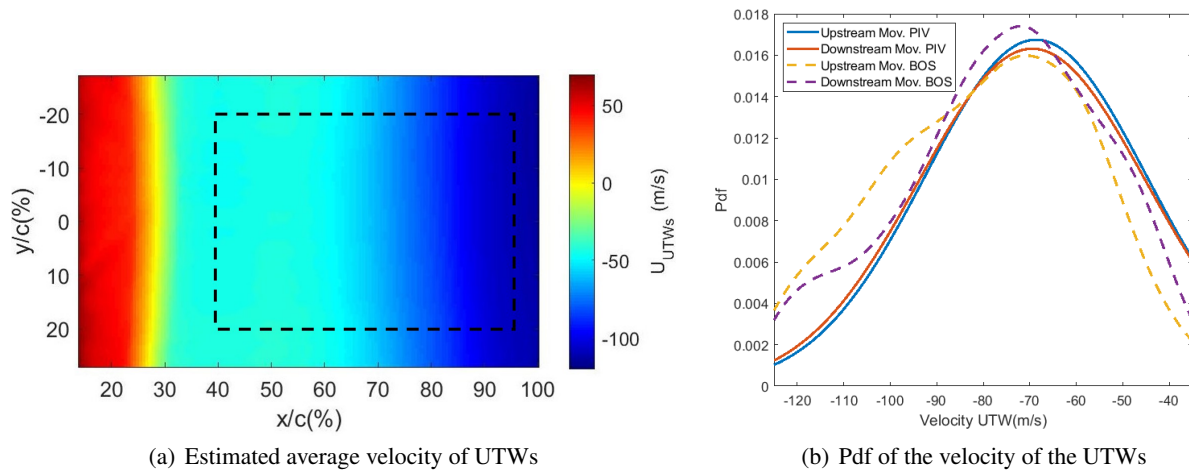 -20
-10
0
10
20
y/c(%)
20 30 40 50 60 70 80 90 100
x/c(%)
50
0
-50
-100
U_UTWs (m/s)
(a) Estimated average velocity of UTWs
0.018
0.016
0.014
0.012
0.01
0.008
0.006
0.004
0.002
0
Pdf
Upstream Mov. PIV
Downstream Mov. PIV
Upstream Mov. BOS
Downstream Mov. BOS
-120 -110 -100 -90 -80 -70 -60 -50 -40
Velocity UTW(m/s)
(b) Pdf of the velocity of the UTWs